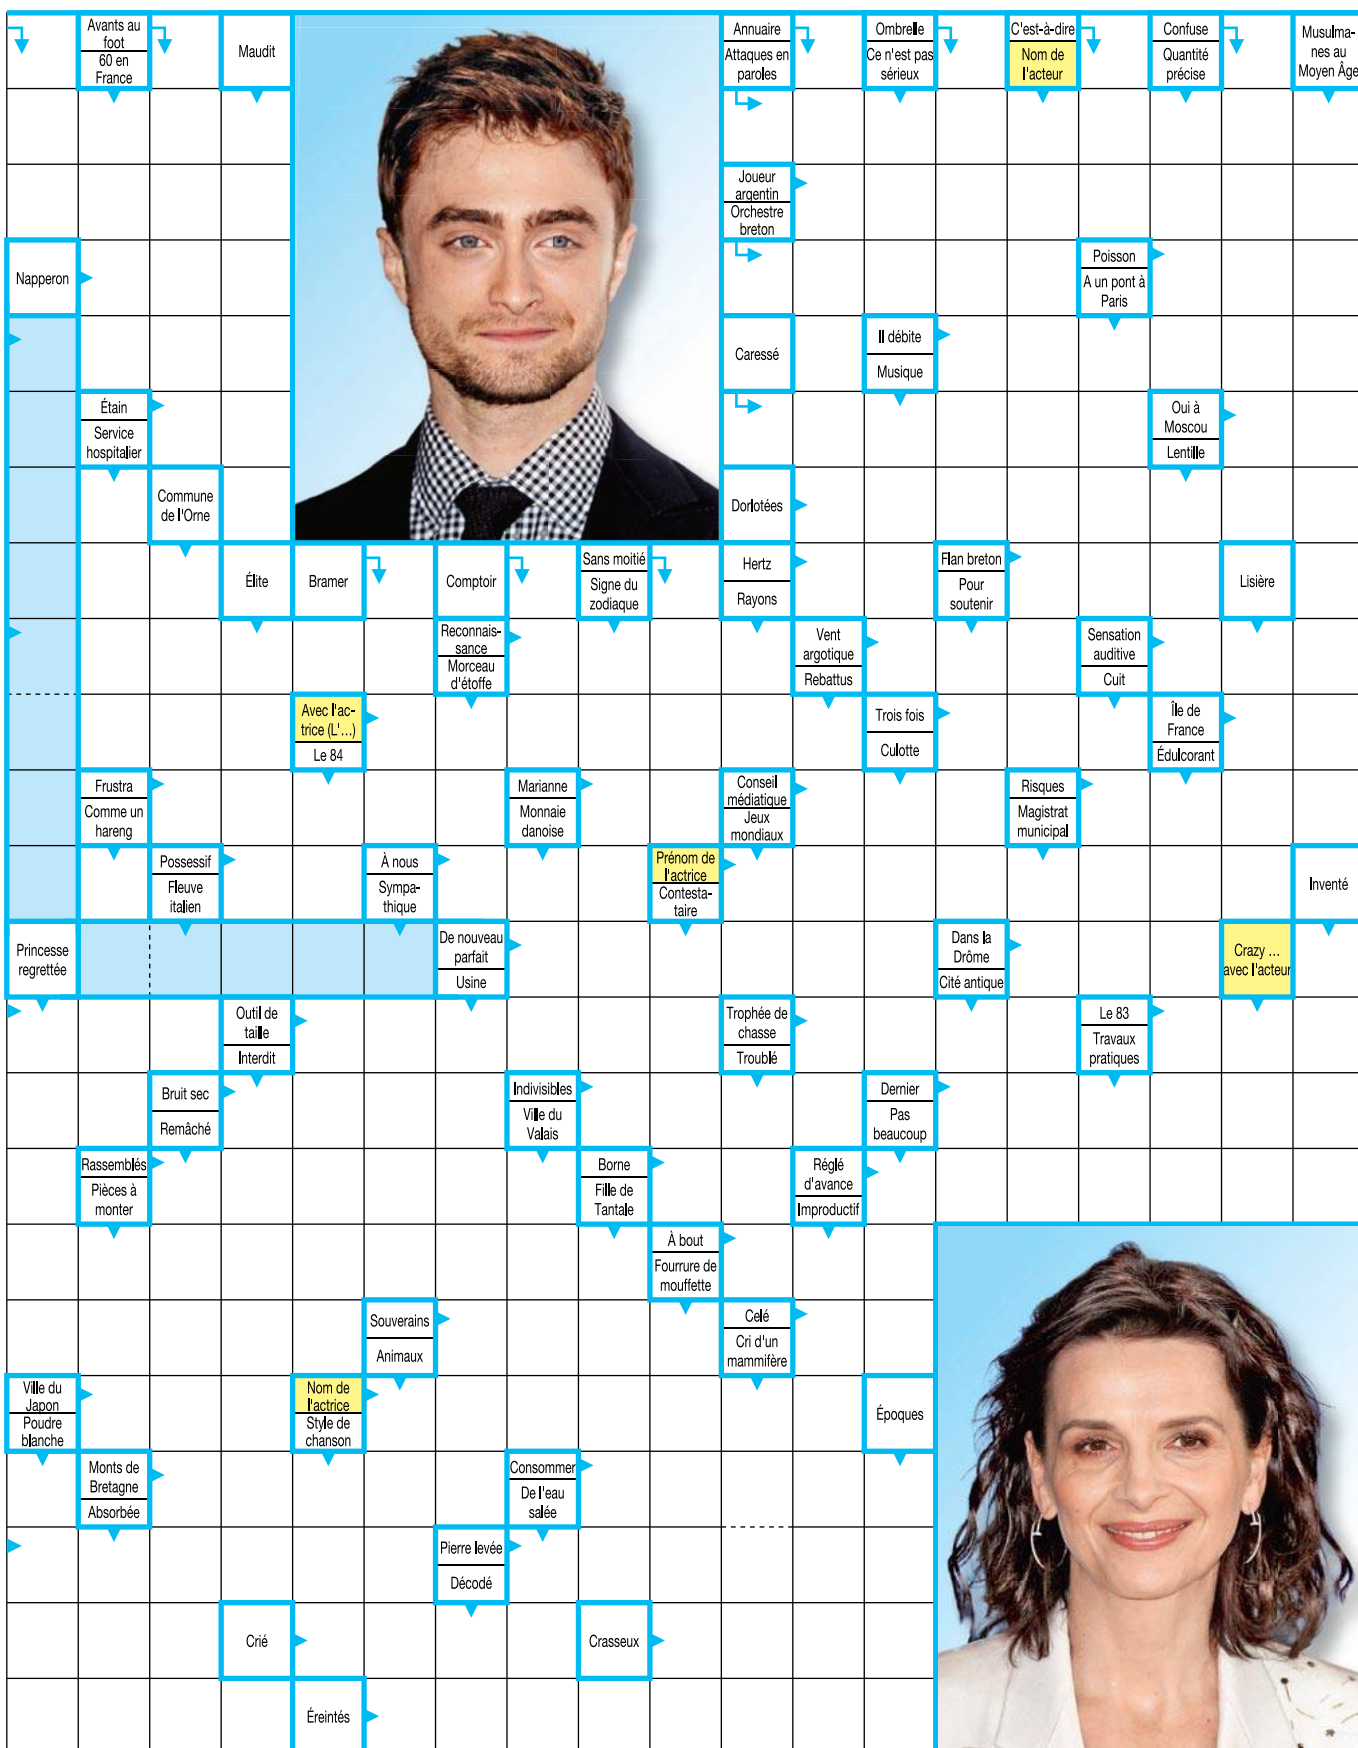 Avants au
foot
60 en
France
Maudit
Annuaire
Attaques en
paroles
Ombrelle
Ce n'est pas
sérieux
C'est-à-dire
Nom de
l'acteur
Confuse
Quantité
précise
Musulma-
nes au
Moyen Âge
Joueur
argentin
Orchestre
breton
Napperon
Poisson
A un pont à
Paris
Caressé
Il débite
Musique
Étain
Service
hospitalier
Oui à
Moscou
Lentille
Commune
de l'Orne
Dorlotées
Élite
Bramer
Comptoir
Sans moitié
Signe du
zodiaque
Hertz
Rayons
Flan breton
Pour
soutenir
Lisière
Reconnais-
sance
Morceau
d'étoffe
Vent
argotique
Rebattus
Sensation
auditive
Cuit
Avec l'ac-
trice (L'...)
Le 84
Trois fois
Culotte
Île de
France
Édulcorant
Frustra
Comme un
hareng
Marianne
Monnaie
danoise
Conseil
médiatique
Jeux
mondiaux
Risques
Magistrat
municipal
Possessif
Fleuve
italien
À nous
Sympa-
thique
Prénom de
l'actrice
Contesta-
taire
Inventé
Princesse
regrettée
De nouveau
parfait
Usine
Dans la
Drôme
Cité antique
Crazy ...
avec l'acteur
Outil de
taille
Interdit
Trophée de
chasse
Troublé
Le 83
Travaux
pratiques
Bruit sec
Remâché
Indivisibles
Ville du
Valais
Dernier
Pas
beaucoup
Rassemblés
Pièces à
monter
Borne
Fille de
Tantale
Réglé
d'avance
Improductif
À bout
Fourrure de
mouffette
Souverains
Animaux
Celé
Cri d'un
mammifère
Ville du
Japon
Poudre
blanche
Nom de
l'actrice
Style de
chanson
Époques
Monts de
Bretagne
Absorbée
Consommer
De l'eau
salée
Pierre levée
Décodé
Crié
Crasseux
Éreintés